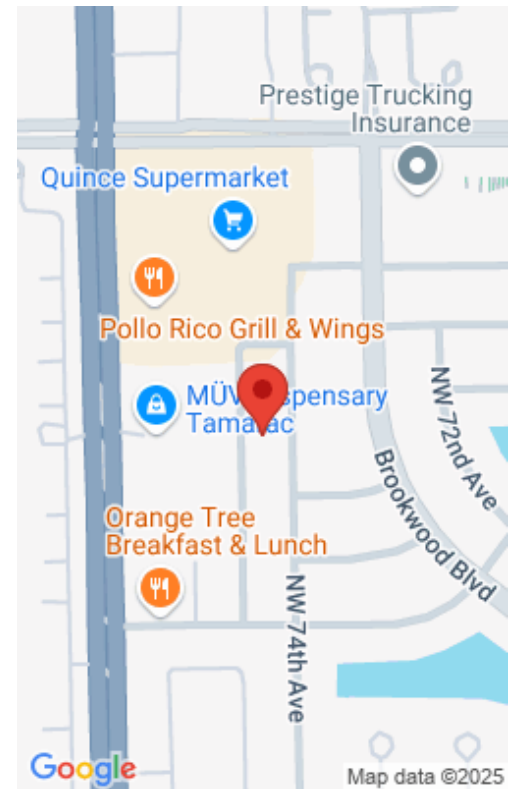 Prestige Trucking
Insurance
Quince Supermarket
Pollo Rico Grill & Wings
MÜV
spensary
Tamarac
NW 72nd Ave
Brookwood Blvd
Orange Tree
Breakfast & Lunch
NW 74th Ave
Google
Map data ©2025